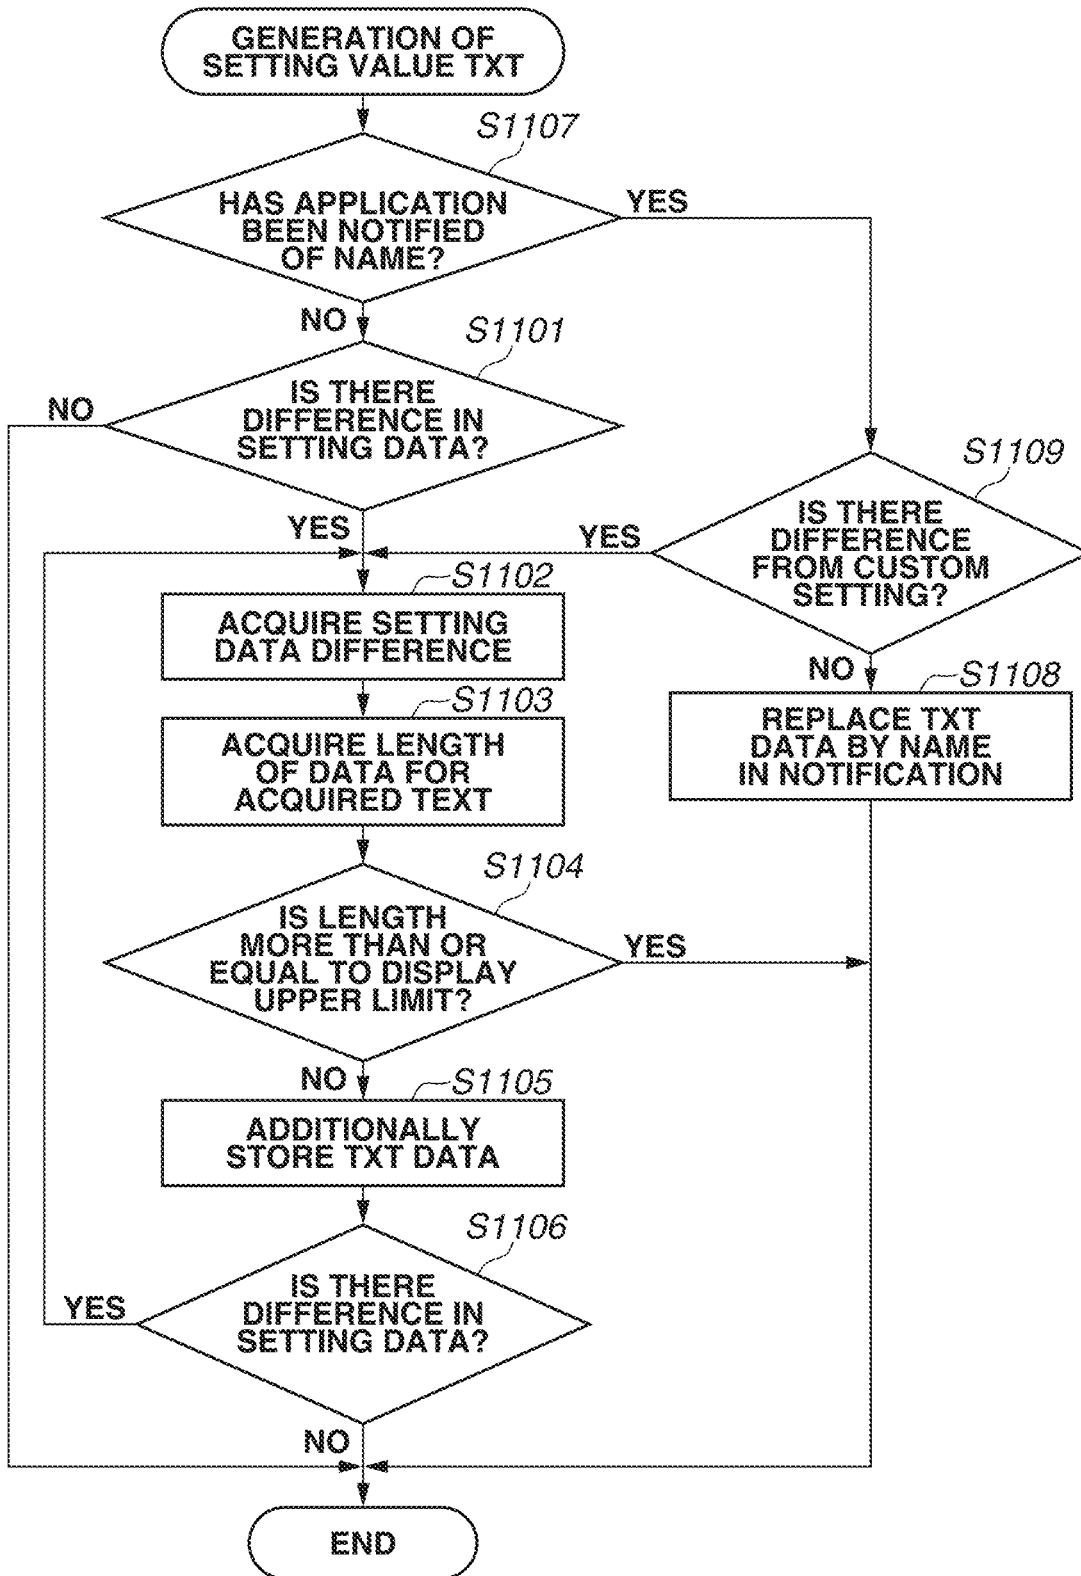 GENERATION OF
SETTING VALUE TXT
S1107
HAS APPLICATION
BEEN NOTIFIED
OF NAME?
YES
NO
S1101
IS THERE
DIFFERENCE IN
SETTING DATA?
NO
YES
S1109
IS THERE
DIFFERENCE
FROM CUSTOM
SETTING?
YES
NO
S1102
ACQUIRE SETTING
DATA DIFFERENCE
S1108
REPLACE TXT
DATA BY NAME
IN NOTIFICATION
S1103
ACQUIRE LENGTH
OF DATA FOR
ACQUIRED TEXT
S1104
IS LENGTH
MORE THAN OR
EQUAL TO DISPLAY
UPPER LIMIT?
YES
NO
S1105
ADDITIONALLY
STORE TXT DATA
S1106
IS THERE
DIFFERENCE IN
SETTING DATA?
YES
NO
END